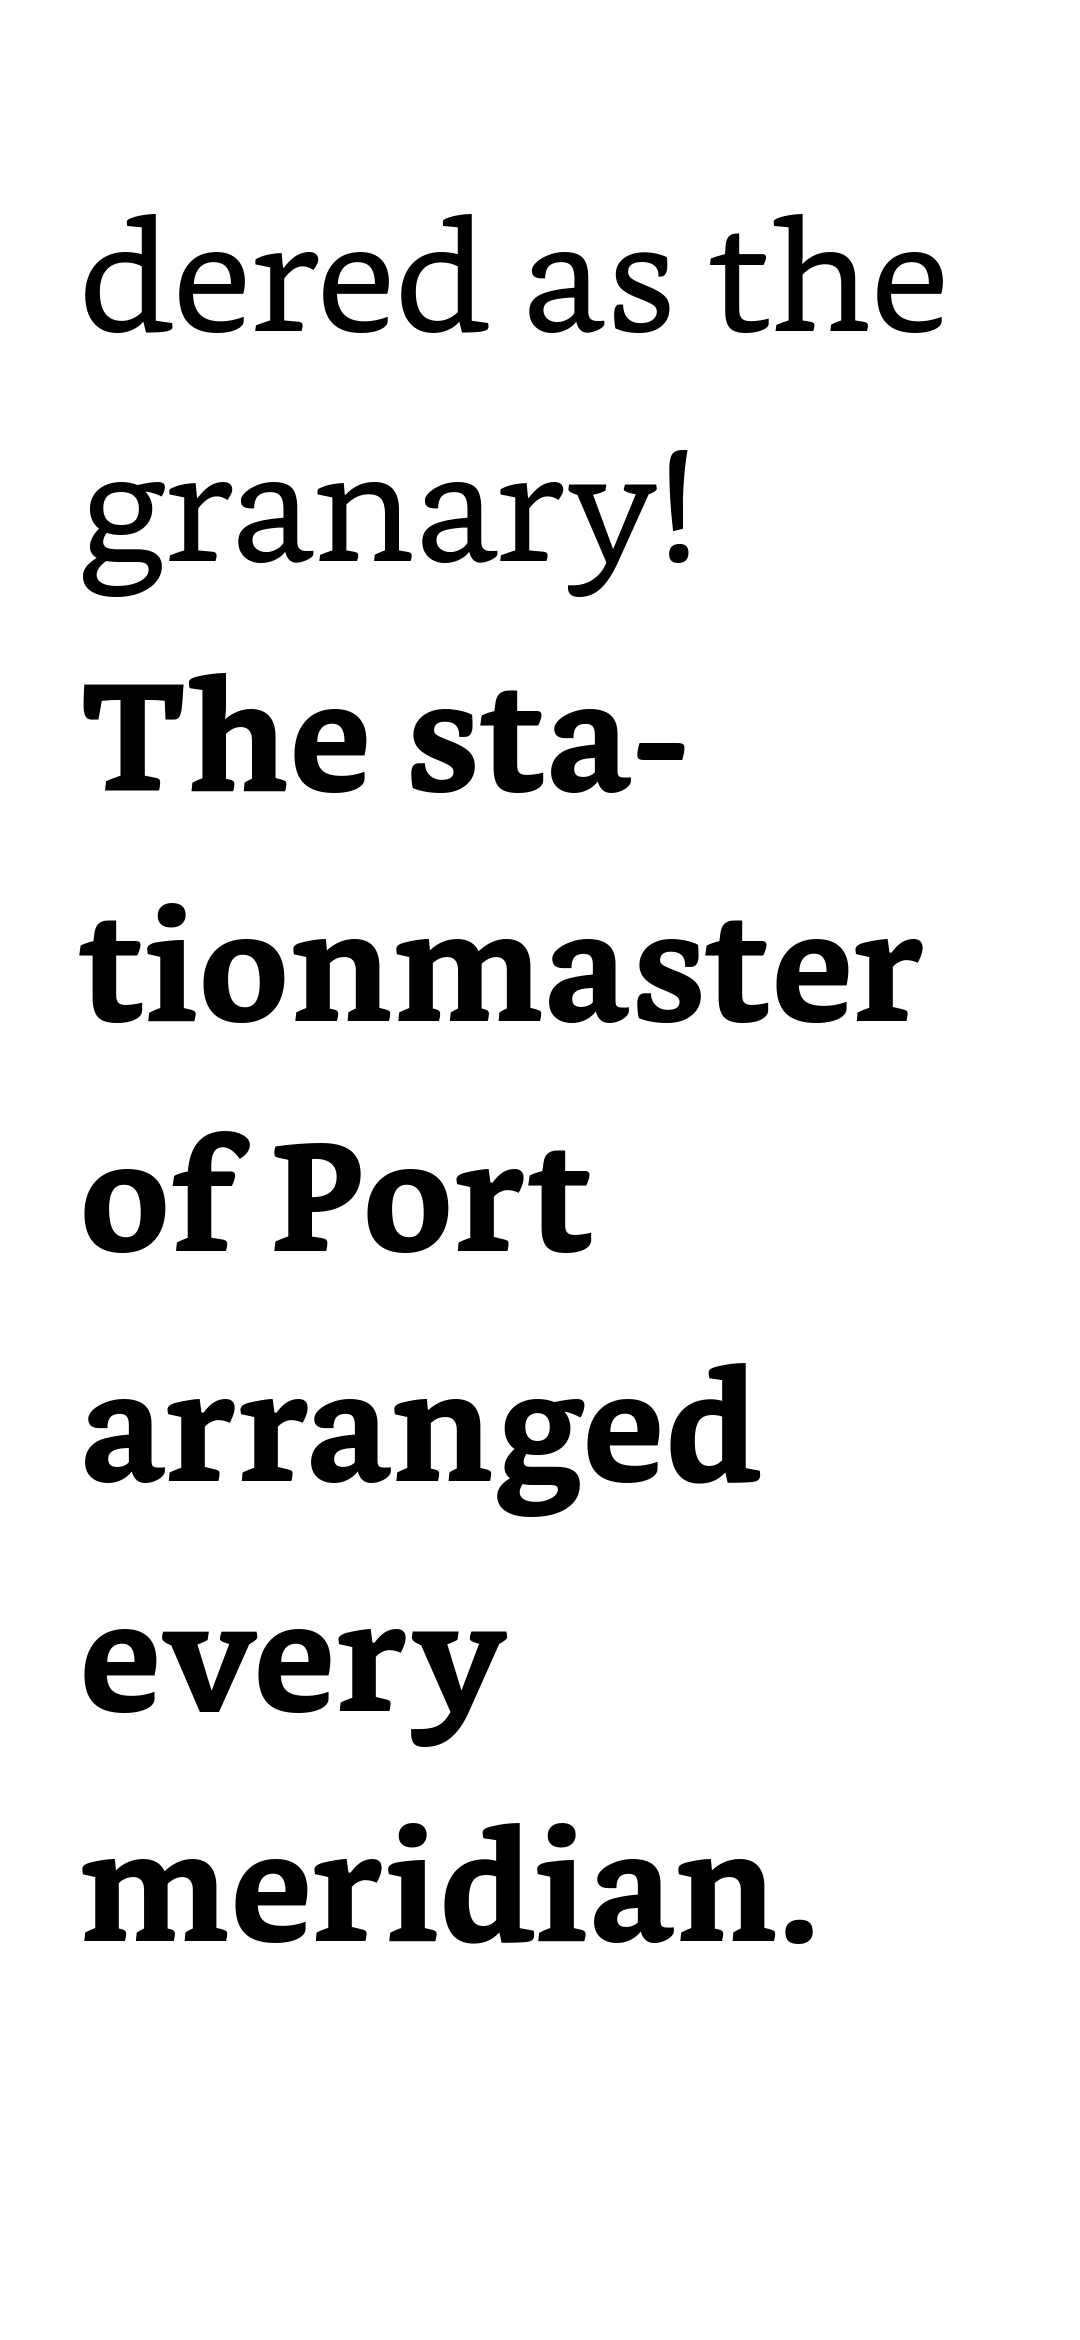 dered as the
granary!
The sta-
tionmaster
of Port
arranged
every
meridian.